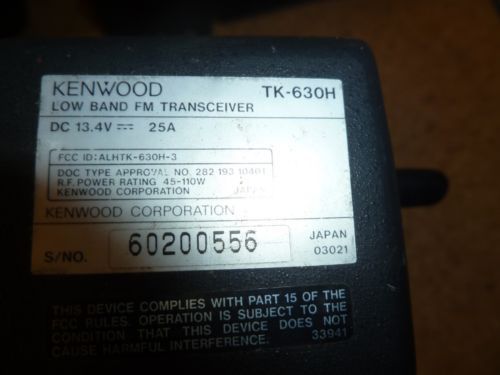 KENWOOD TK-630H
LOW BAND FM TRANSCEIVER
DC 13.4V ⎓ 25A
FCC ID: ALHTK-630H-3
DOC TYPE APPROVAL NO. 282 193 1040
R.F. POWER RATING 45-110W
KENWOOD CORPORATION JAPAN
KENWOOD CORPORATION
S/NO. 60200556 JAPAN
03021
THIS DEVICE COMPLIES WITH PART 15 OF THE
FCC RULES. OPERATION IS SUBJECT TO THE
CONDITION THAT THIS DEVICE DOES NOT
CAUSE HARMFUL INTERFERENCE. 33941